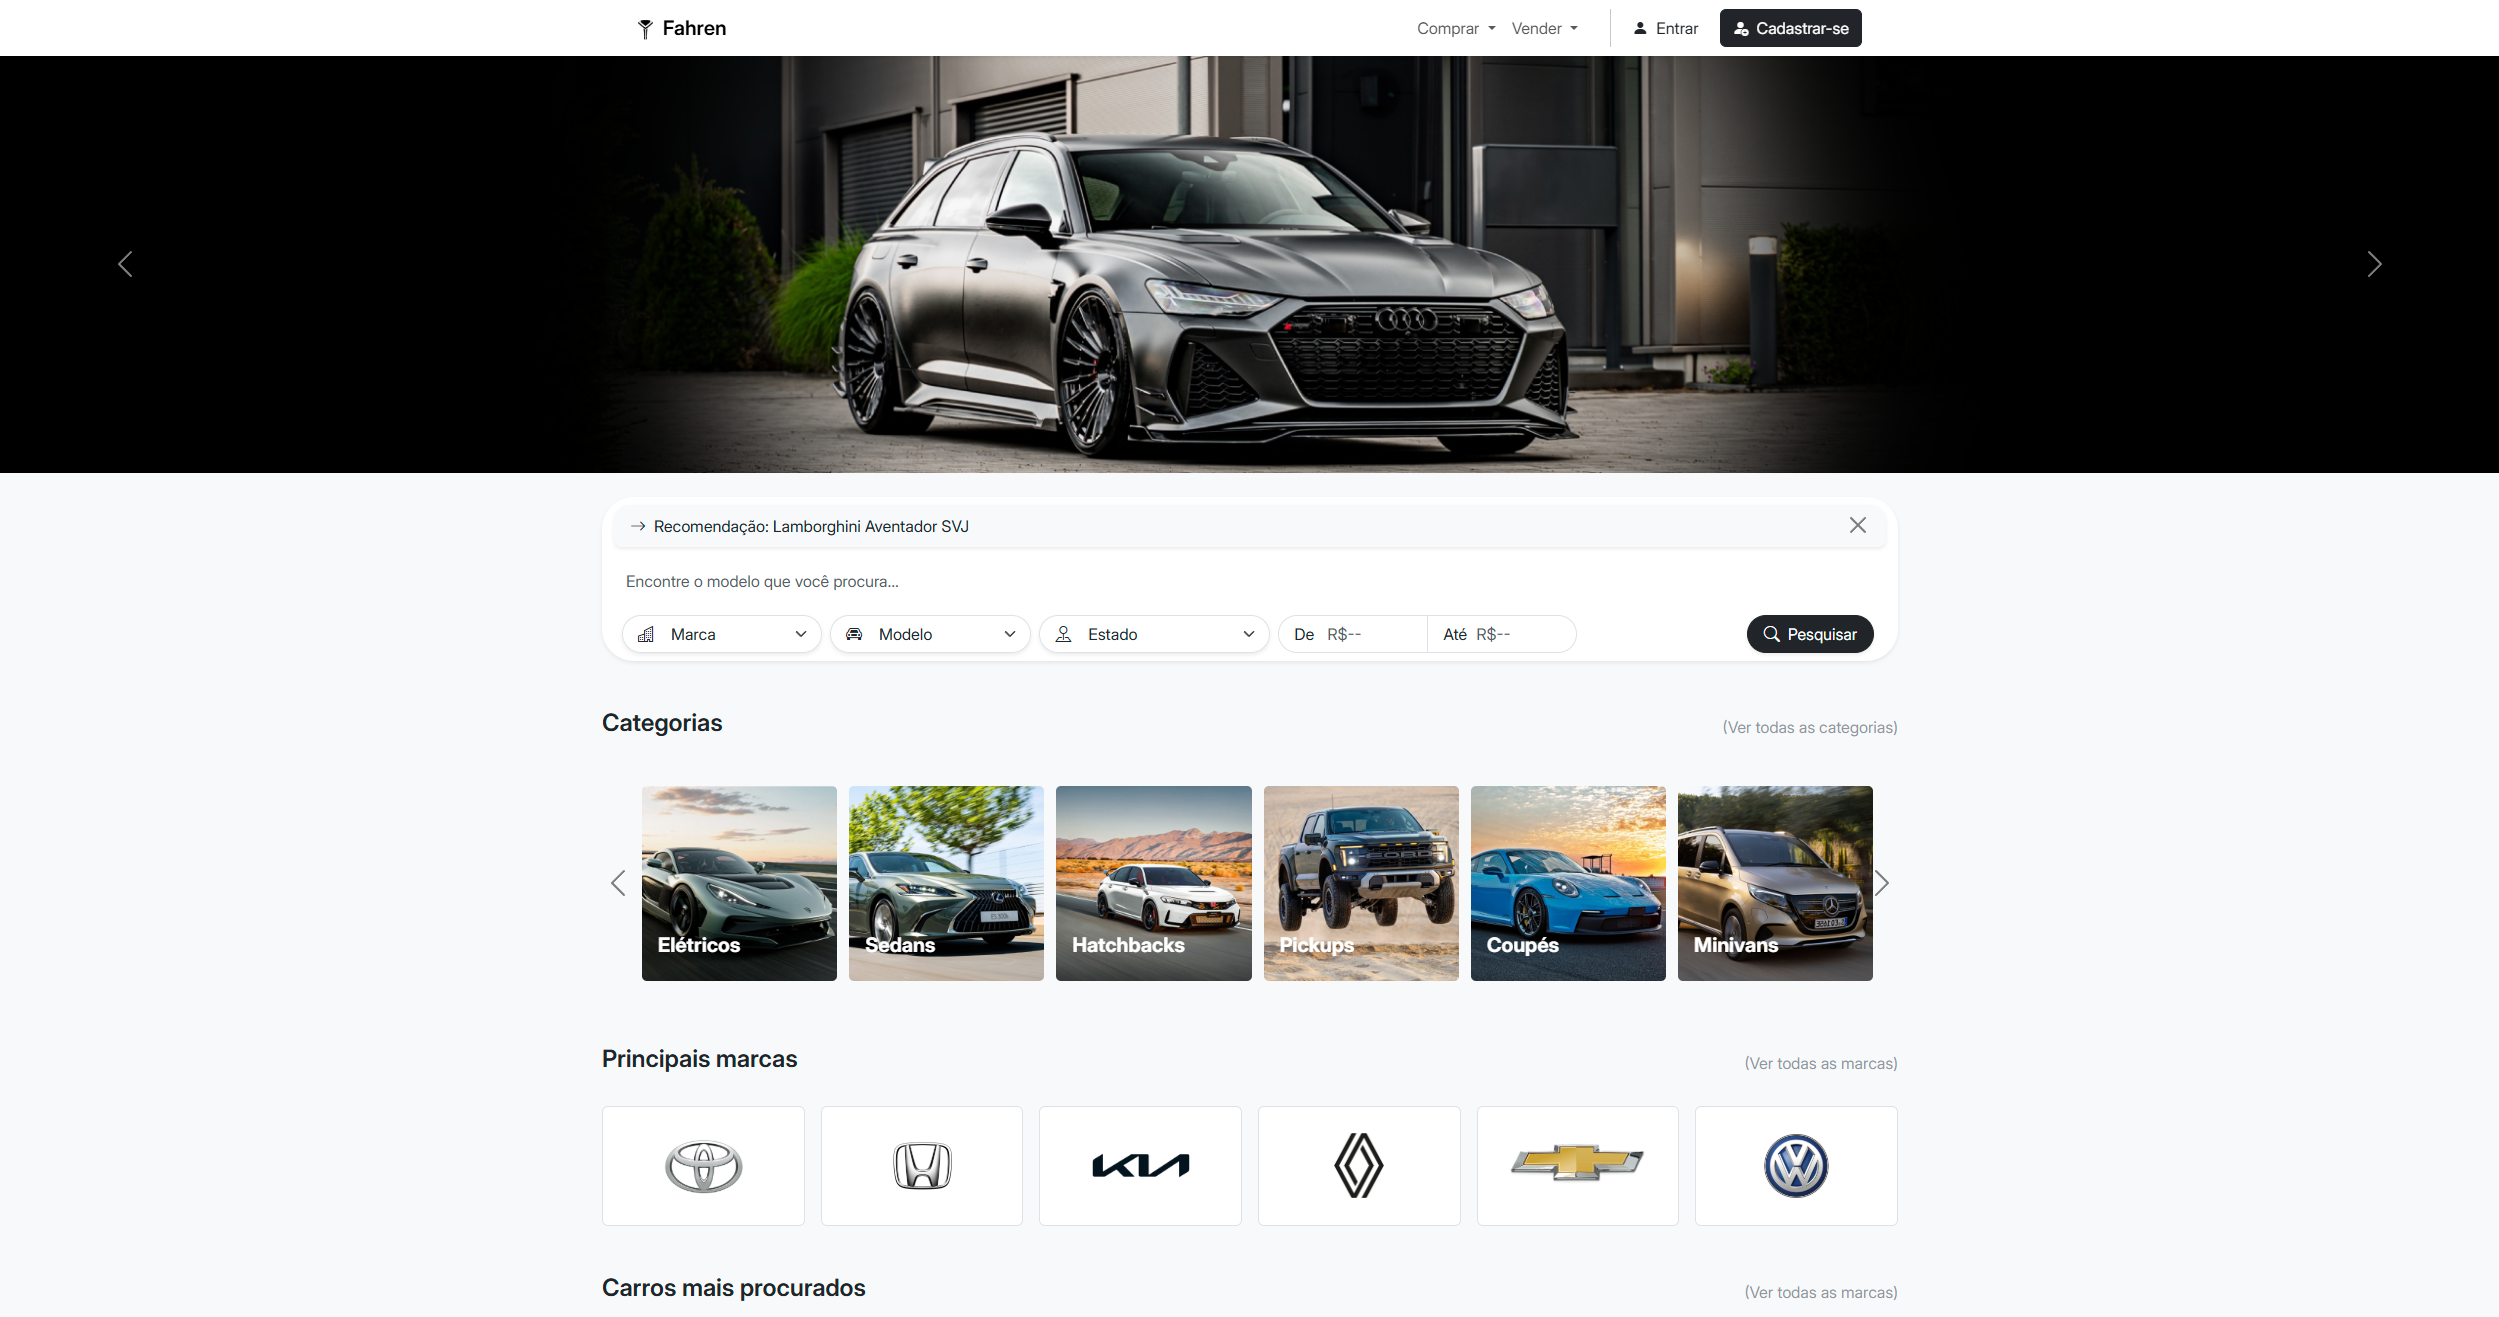 Fahren
Comprar
Vender
Entrar
Cadastrar-se
Recomendação: Lamborghini Aventador SVJ
Encontre o modelo que você procura...
Marca
Modelo
Estado
De R$--
Até R$--
Pesquisar
Categorias
(Ver todas as categorias)
Elétricos
Sedans
Hatchbacks
Pickups
Coupés
Minivans
FORD
Principais marcas
(Ver todas as marcas)
KIA
Carros mais procurados
(Ver todas as marcas)